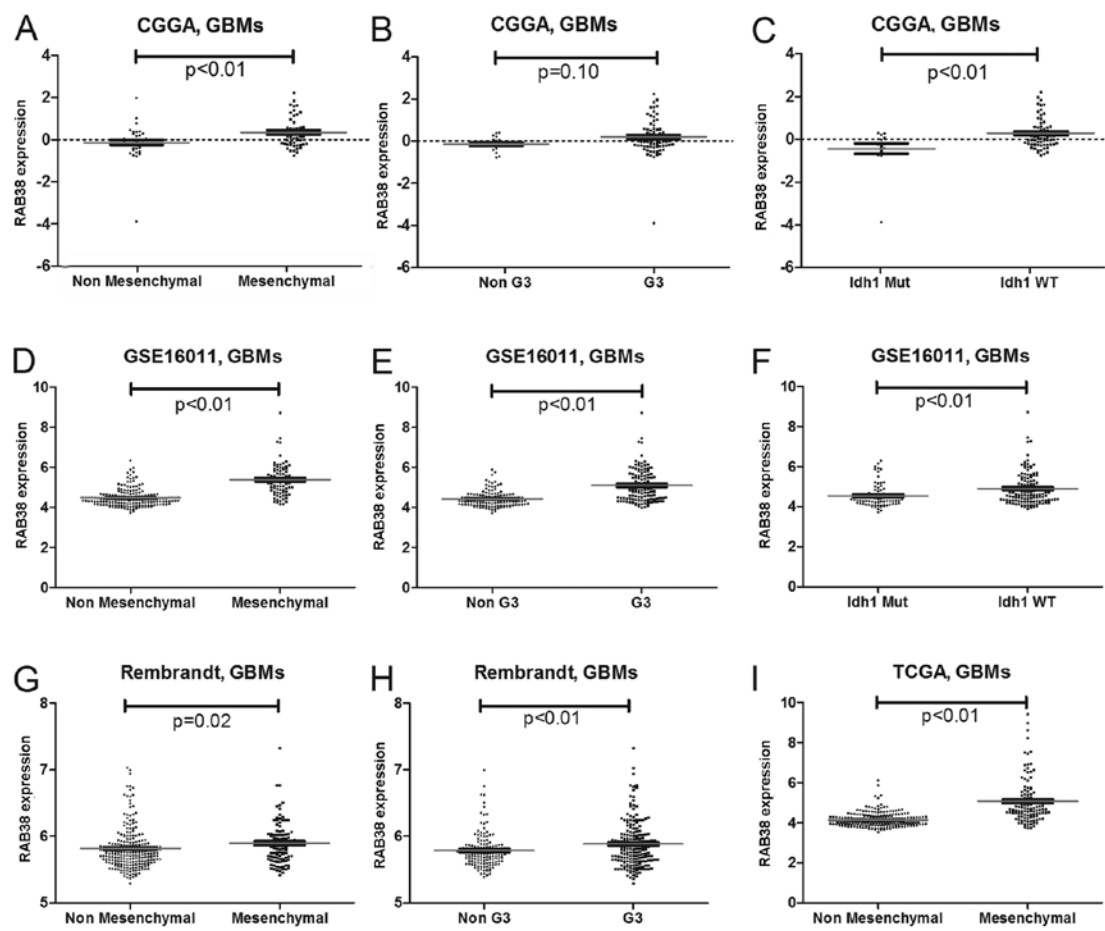 A
CGGA, GBMs
p<0.01
RAB38 expression
4
2
0
-2
-4
-6
Non Mesenchymal
Mesenchymal
B
CGGA, GBMs
p=0.10
RAB38 expression
4
2
0
-2
-4
-6
Non G3
G3
C
CGGA, GBMs
p<0.01
RAB38 expression
4
2
0
-2
-4
-6
Idh1 Mut
Idh1 WT
D
GSE16011, GBMs
p<0.01
RAB38 expression
10
8
6
4
2
0
Non Mesenchymal
Mesenchymal
E
GSE16011, GBMs
p<0.01
RAB38 expression
10
8
6
4
2
0
Non G3
G3
F
GSE16011, GBMs
p<0.01
RAB38 expression
10
8
6
4
2
0
Idh1 Mut
Idh1 WT
G
Rembrandt, GBMs
p=0.02
RAB38 expression
8
7
6
5
Non Mesenchymal
Mesenchymal
H
Rembrandt, GBMs
p<0.01
RAB38 expression
8
7
6
5
Non G3
G3
I
TCGA, GBMs
p<0.01
RAB38 expression
10
8
6
4
2
0
Non Mesenchymal
Mesenchymal